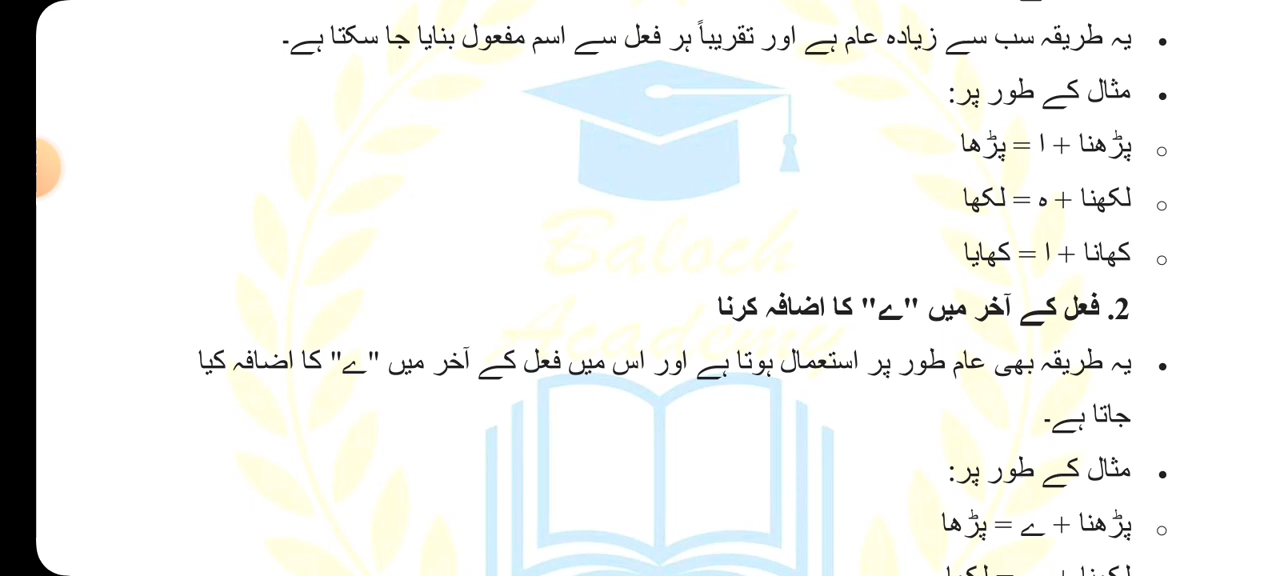 • یہ طریقہ سب سے زیادہ عام ہے اور تقریباً ہر فعل سے اسم مفعول بنایا جا سکتا ہے۔
• مثال کے طور پر:
○ پڑھنا + ا = پڑھا
○ لکھنا + ہ = لکھا
○ کھانا + ا = کھایا
2. فعل کے آخر میں "ے" کا اضافہ کرنا
• یہ طریقہ بھی عام طور پر استعمال ہوتا ہے اور اس میں فعل کے آخر میں "ے" کا اضافہ کیا
جاتا ہے۔
• مثال کے طور پر:
○ پڑھنا + ے = پڑھا
Baloch
Academy